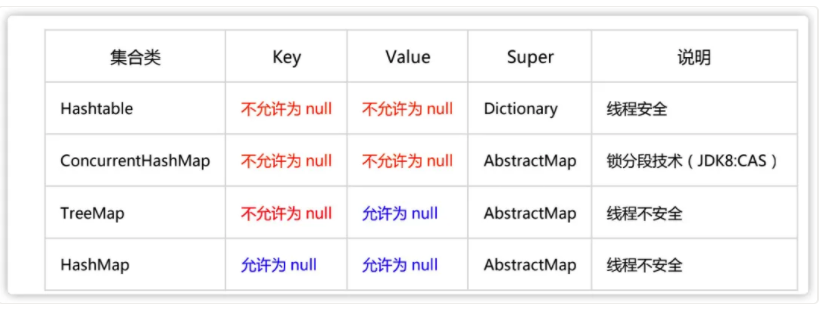 集合类 Key Value Super 说明
Hashtable 不允许为 null 不允许为 null Dictionary 线程安全
ConcurrentHashMap 不允许为 null 不允许为 null AbstractMap 锁分段技术（JDK8:CAS）
TreeMap 不允许为 null 允许为 null AbstractMap 线程不安全
HashMap 允许为 null 允许为 null AbstractMap 线程不安全